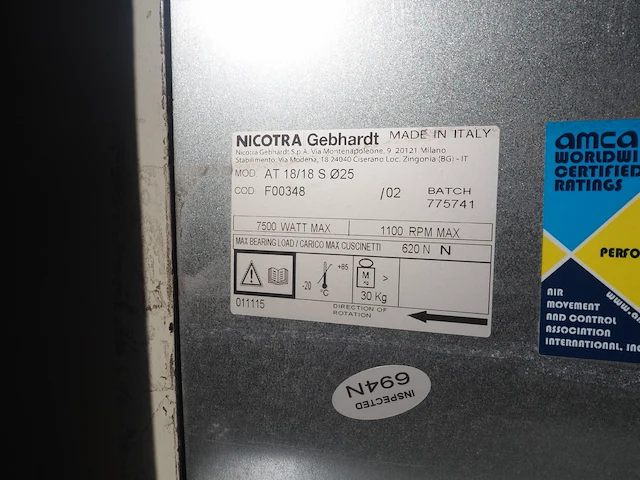 NICOTRA Gebhardt MADE IN ITALY
Nicotra Gebhardt S.p.A. Via Montenapoleone, 9 20121 Milano
Stabilimento: Via Modena, 18 24040 Ciserano Loc. Zingonia (BG) - IT
MOD. AT 18/18 S Ø25
COD. F00348 /02 BATCH
775741
7500 WATT MAX 1100 RPM MAX
MAX BEARING LOAD / CARICO MAX CUSCINETTI 620 N N
-20 +85 °C
M kg >
30 Kg
011115
DIRECTION OF
ROTATION
INSPECTED
694N
amca
WORLDWI
CERTIFIED
RATINGS
PERFO
www.a
AIR
MOVEMENT
AND CONTROL
ASSOCIATION
INTERNATIONAL, INC